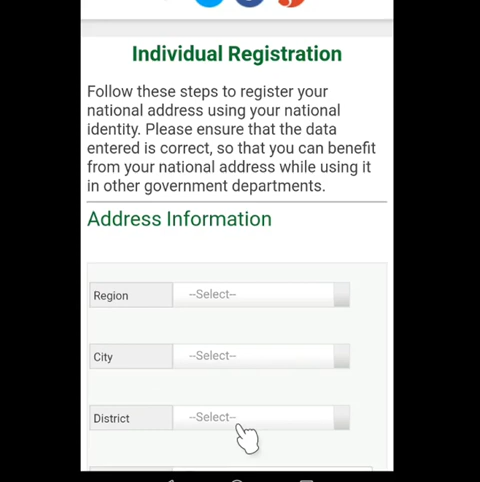 Individual Registration
Follow these steps to register your
national address using your national
identity. Please ensure that the data
entered is correct, so that you can benefit
from your national address while using it
in other government departments.
Address Information
Region --Select--
City --Select--
District --Select--